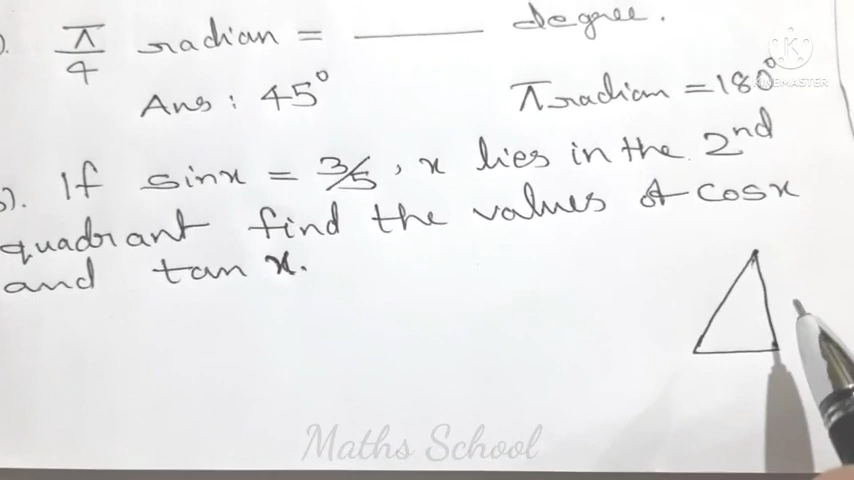 ). π/4 radian = ______ degree.
Ans : 45° π radian = 180°
K
KINEMASTER
). If sinx = 3/5, x lies in the 2nd
quadrant find the values of cosx
and tan x.
Maths School